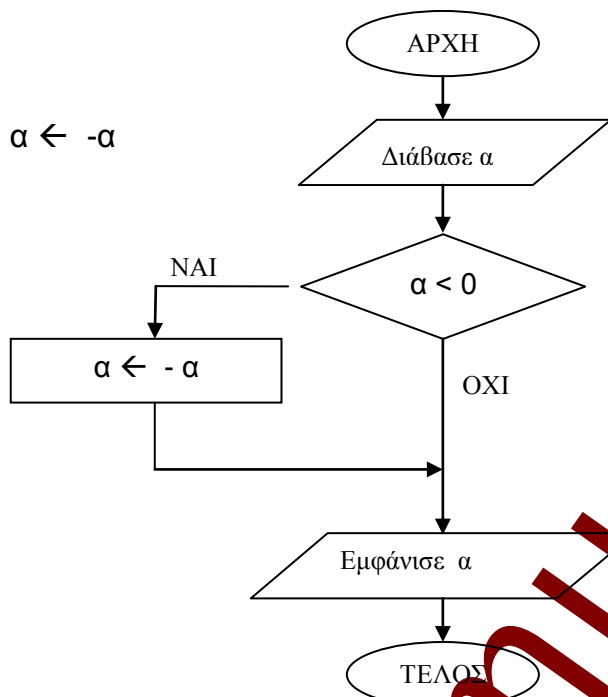 ΑΡΧΗ
α ← -α
Διάβασε α
ΝΑΙ
α < 0
α ← - α
ΟΧΙ
Εμφάνισε α
ΤΕΛΟΣ